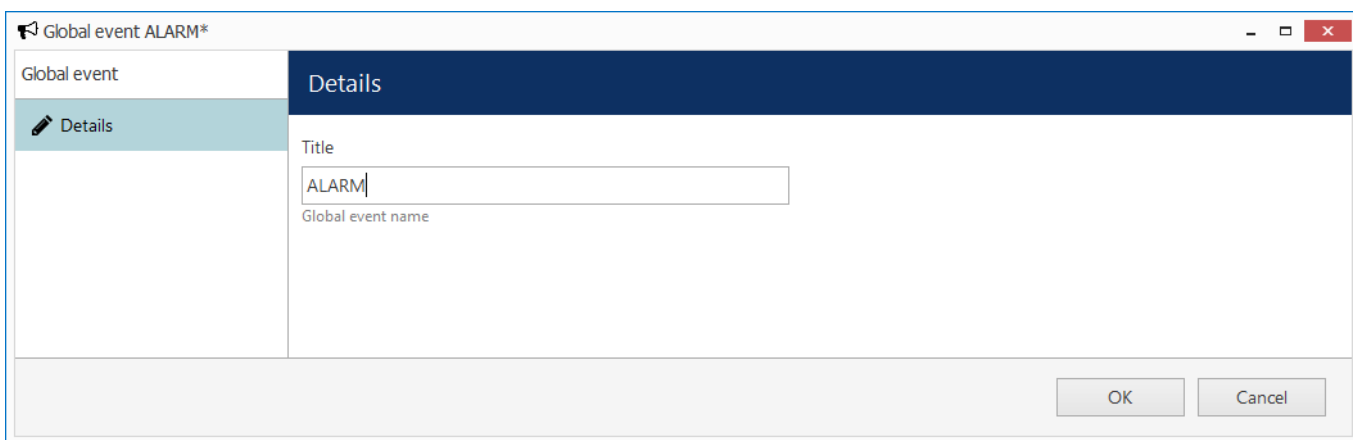 Global event ALARM*
Global event
Details
Details
Title
ALARM
Global event name
OK
Cancel